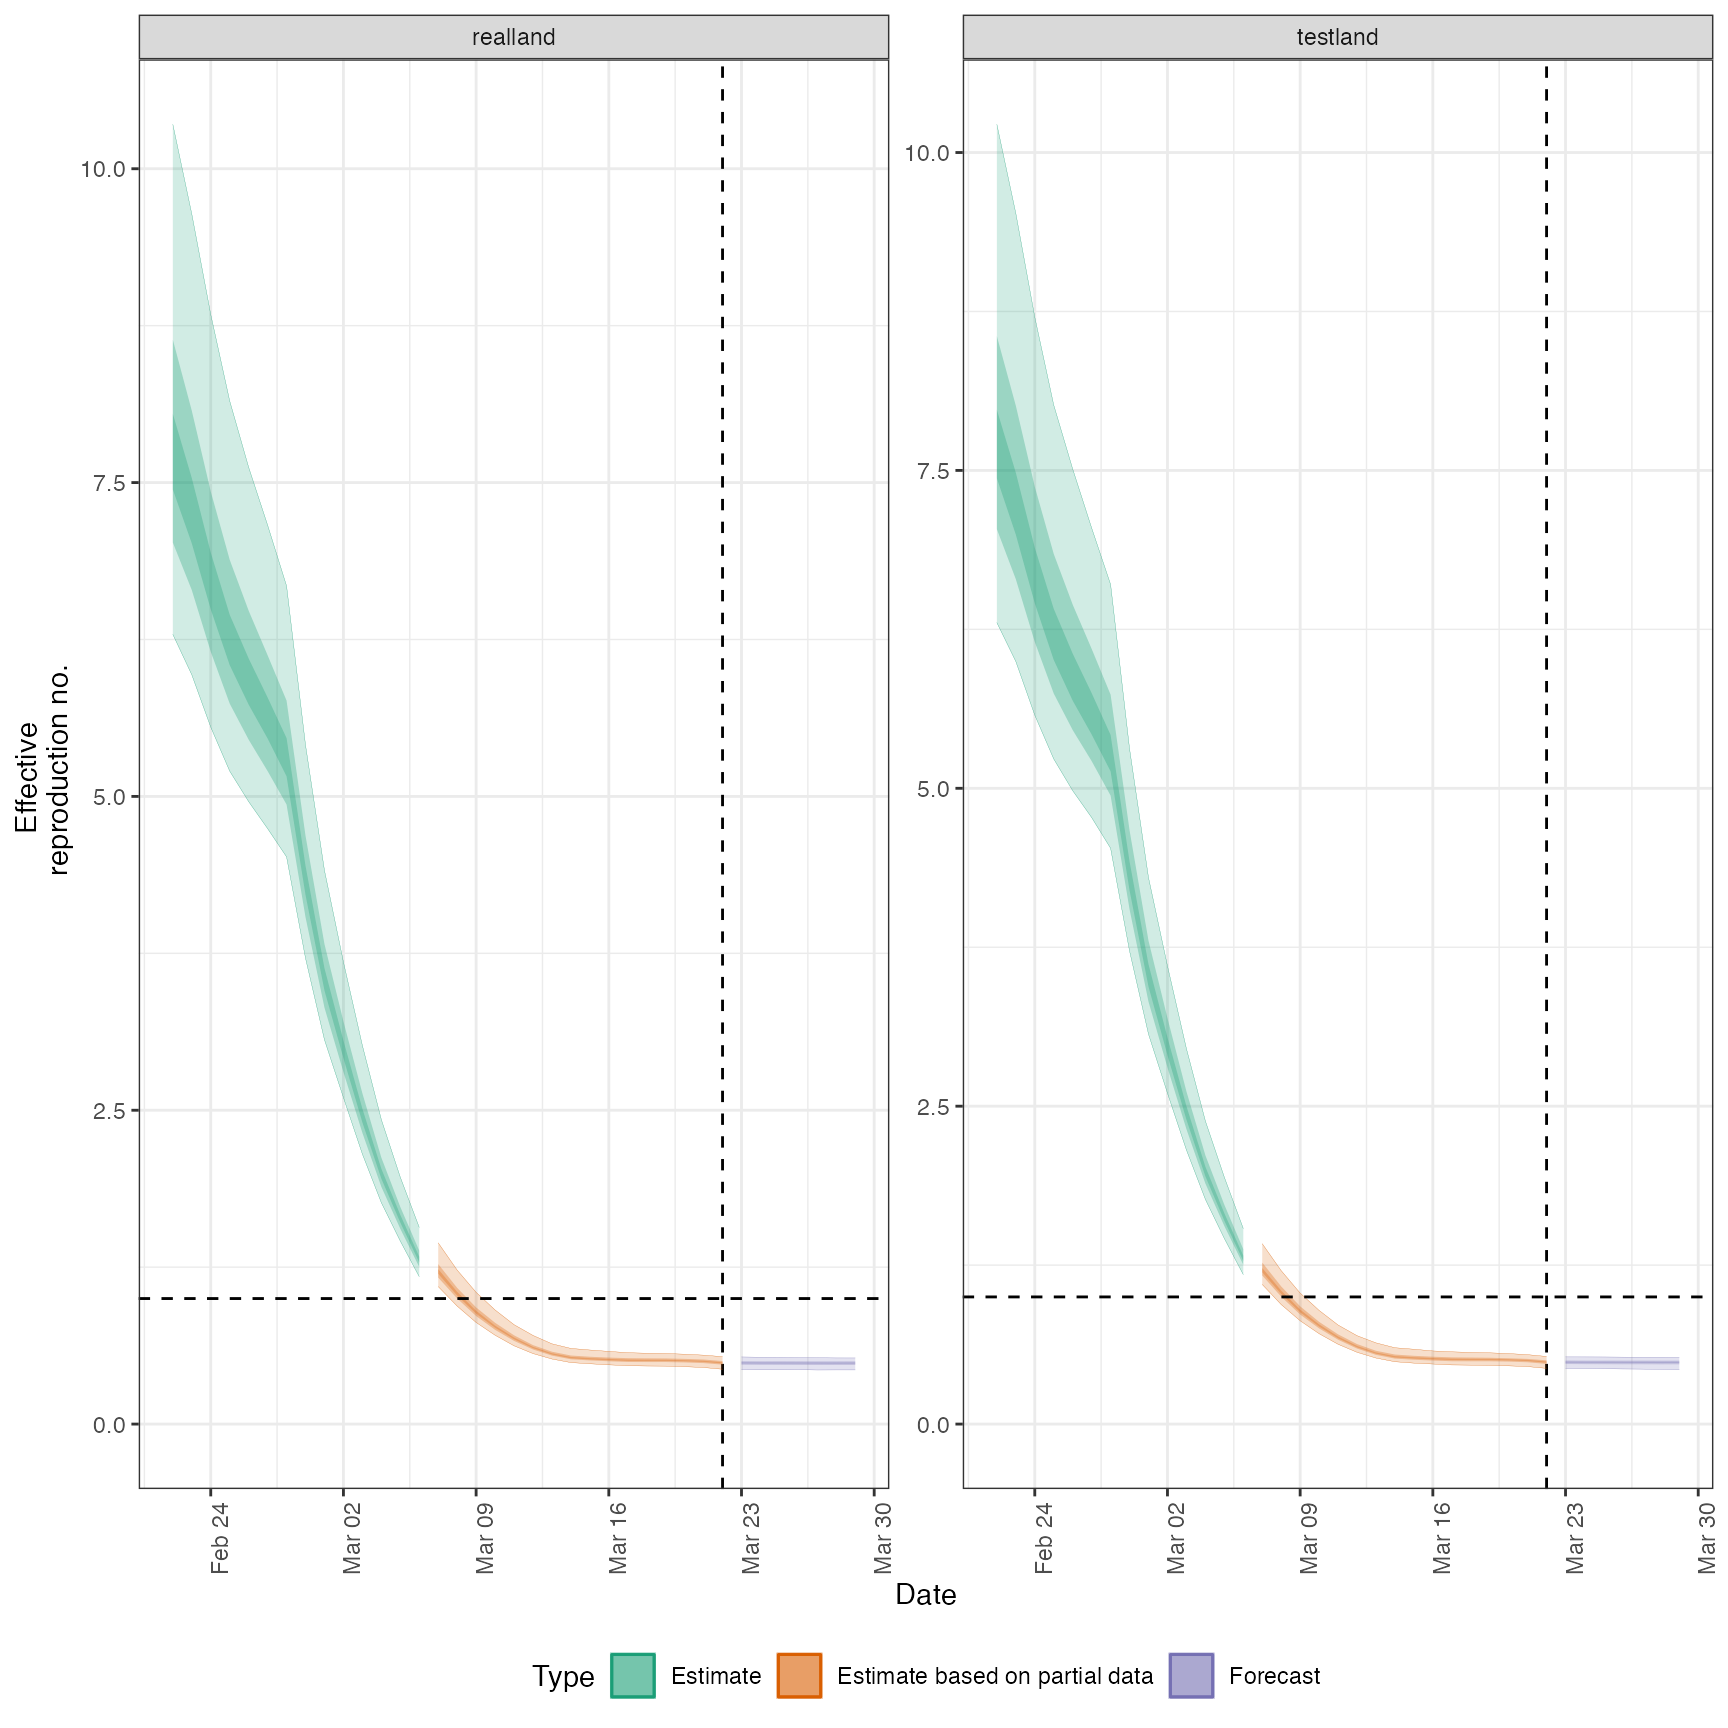 realland
testland
Effective
reproduction no.
10.0
7.5
5.0
2.5
0.0
10.0
7.5
5.0
2.5
0.0
Feb 24
Mar 02
Mar 09
Mar 16
Mar 23
Mar 30
Feb 24
Mar 02
Mar 09
Mar 16
Mar 23
Mar 30
Date
Type Estimate Estimate based on partial data Forecast